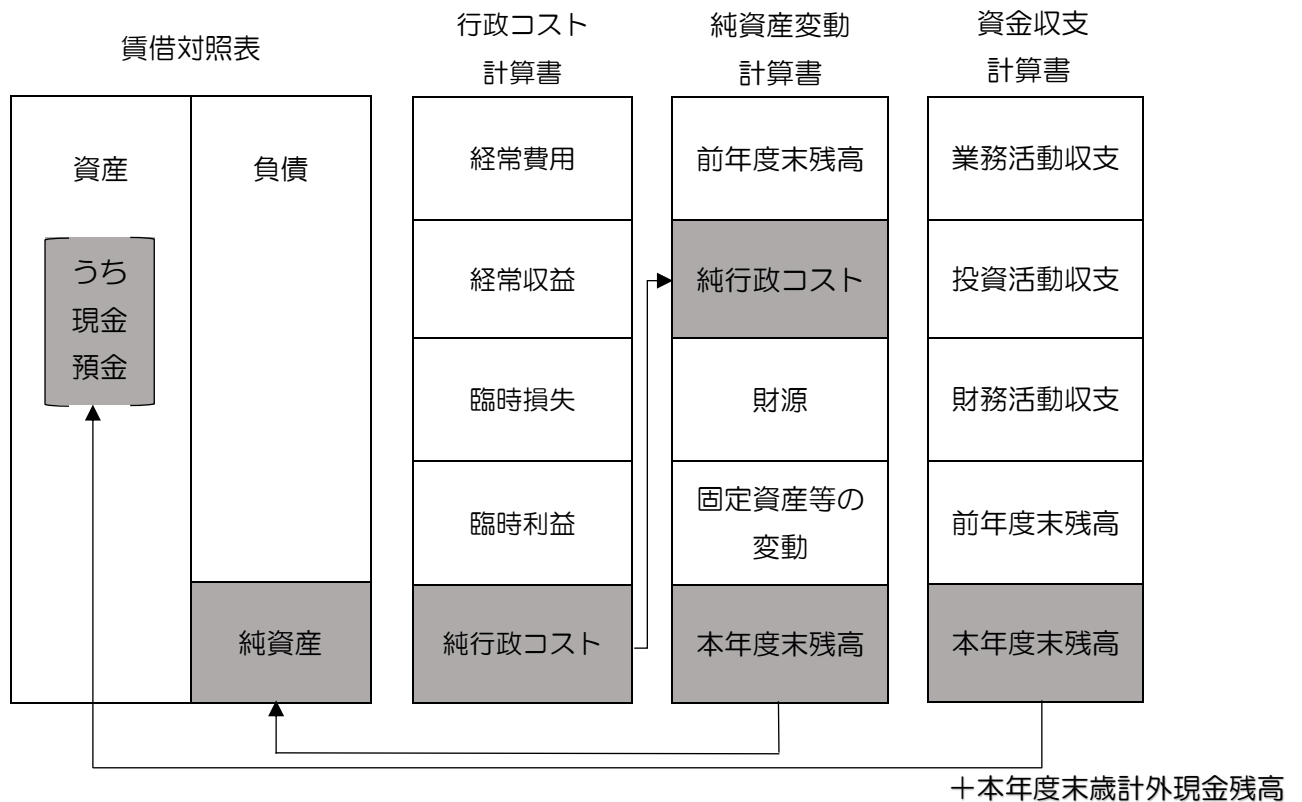 賃借対照表
資産
うち
現金
預金
負債
純資産
行政コスト
計算書
経常費用
経常収益
臨時損失
臨時利益
純行政コスト
純資産変動
計算書
前年度末残高
純行政コスト
財源
固定資産等の
変動
本年度末残高
資金収支
計算書
業務活動収支
投資活動収支
財務活動収支
前年度末残高
本年度末残高
＋本年度末歳計外現金残高